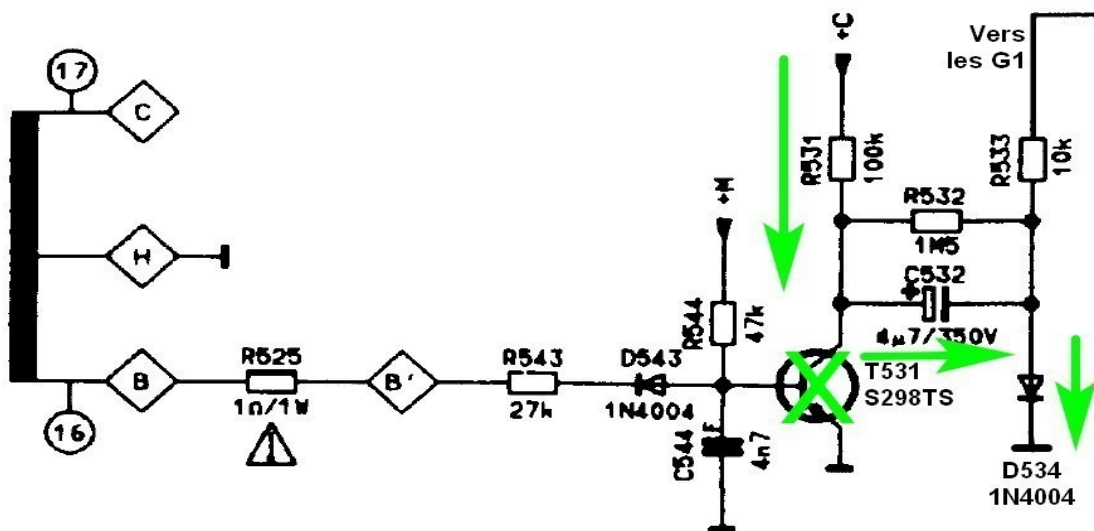 17
C
H
B
16
R525
1n/1W
B'
R543
27k
D543
1N4004
+M
R544
47k
C544
4n7
+C
R531
100k
T531
S298TS
R532
1M5
C532
+
4µ7/350V
Vers
les G1
R533
10k
D534
1N4004